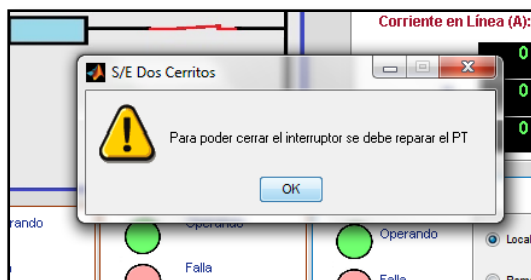 Corriente en Línea (A):
S/E Dos Cerritos
0
0
0
Para poder cerrar el interruptor se debe reparar el PT
OK
Operando
Operando
Local
Falla
Falla